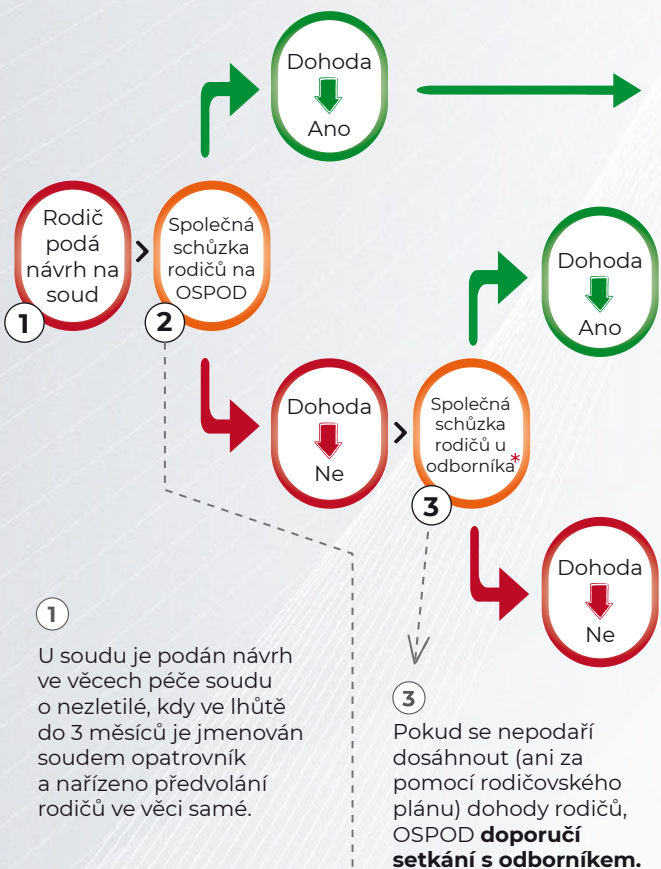 Dohoda
Ano
Rodič
podá
návrh na
soud
1
Společná
schůzka
rodičů na
OSPOD
2
Dohoda
Ano
Dohoda
Ne
Společná
schůzka
rodičů u
odborníka*
3
Dohoda
Ne
1
U soudu je podán návrh
ve věcech péče soudu
o nezletilé, kdy ve lhůtě
do 3 měsíců je jmenován
soudem opatrovník
a nařízeno předvolání
rodičů ve věci samé.
3
Pokud se nepodaří
dosáhnout (ani za
pomocí rodičovského
plánu) dohody rodičů,
OSPOD doporučí
setkání s odborníkem.